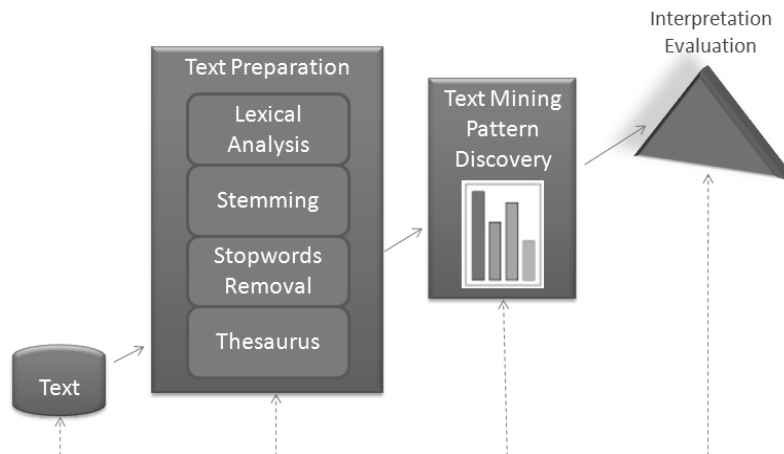 Interpretation
Evaluation
Text Preparation
Lexical
Analysis
Stemming
Stopwords
Removal
Thesaurus
Text Mining
Pattern
Discovery
Text